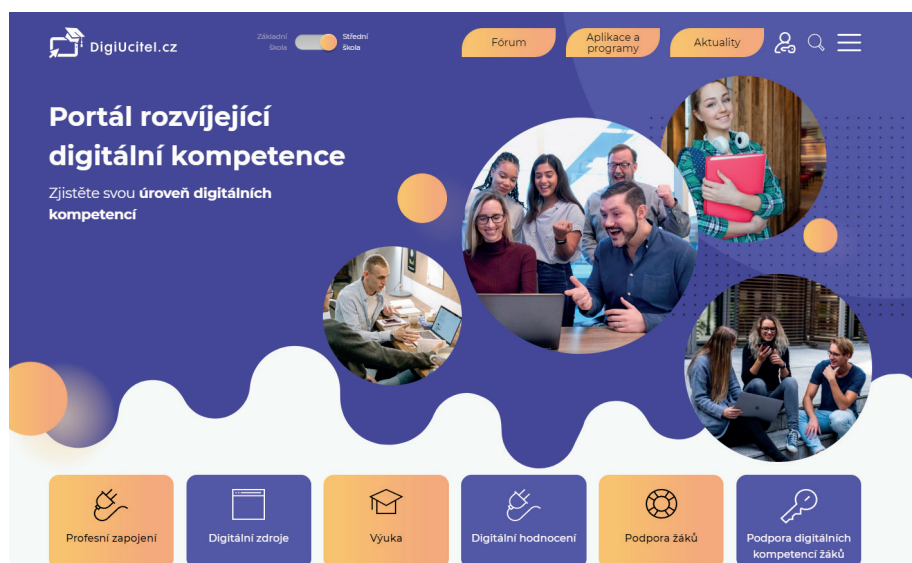 DigiUcitel.cz
Základní
škola
Střední
škola
Fórum
Aplikace a
programy
Aktuality
Portál rozvíjející
digitální kompetence
Zjistěte svou úroveň digitálních
kompetencí
Profesní zapojení
Digitální zdroje
Výuka
Digitální hodnocení
Podpora žáků
Podpora digitálních
kompetencí žáků